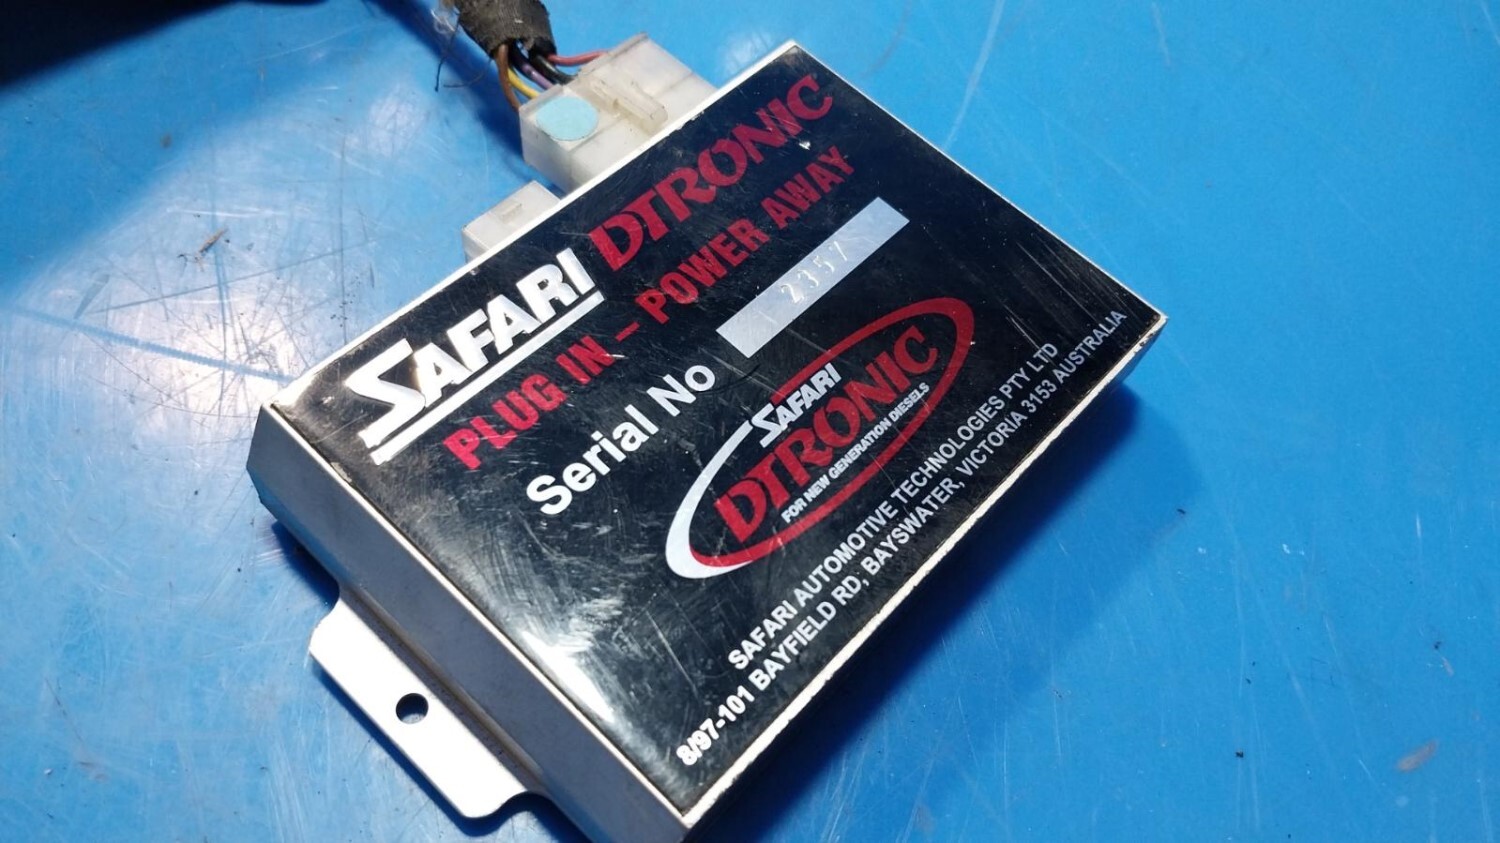 SAFARI DTRONIC
PLUG IN – POWER AWAY
Serial No 2357
SAFARI
DTRONIC
FOR NEW GENERATION DIESELS
SAFARI AUTOMOTIVE TECHNOLOGIES PTY LTD
8/97-101 BAYFIELD RD, BAYSWATER, VICTORIA 3153 AUSTRALIA